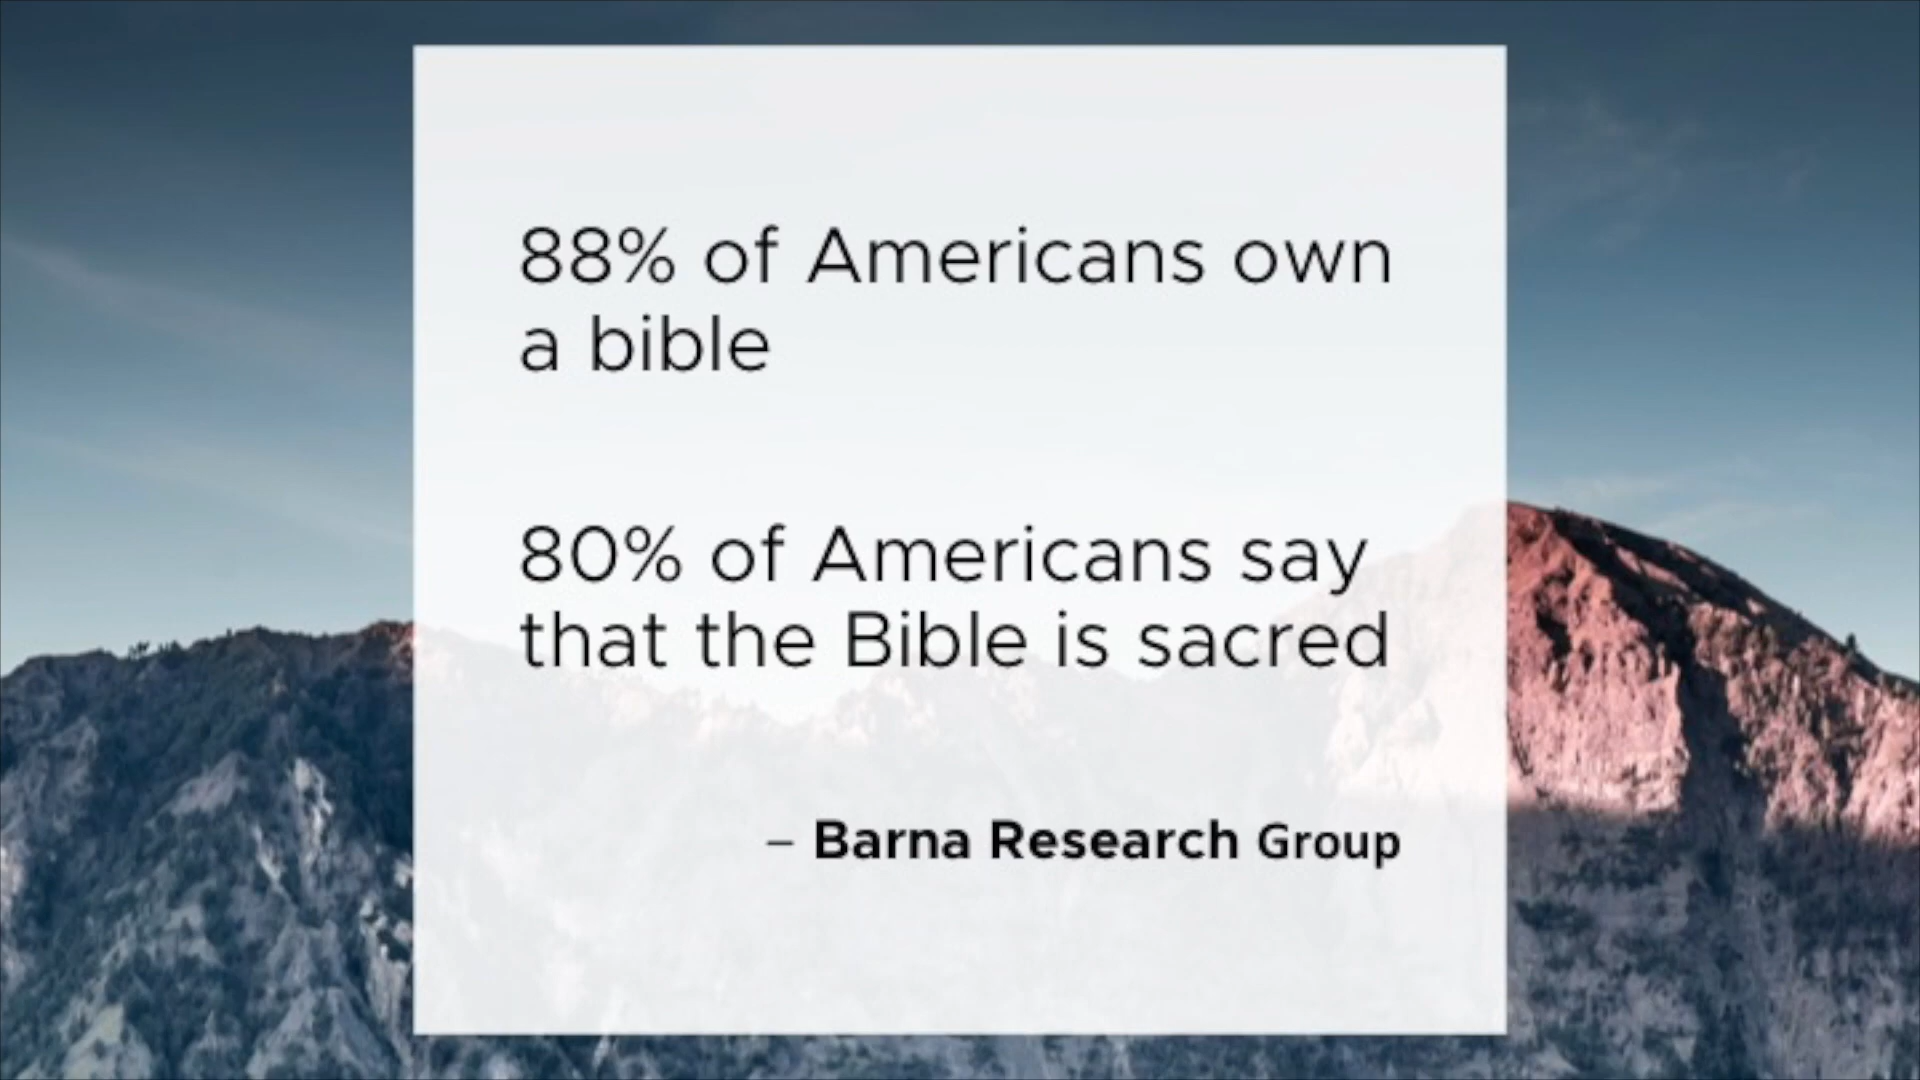 88% of Americans own
a bible
80% of Americans say
that the Bible is sacred
– Barna Research Group